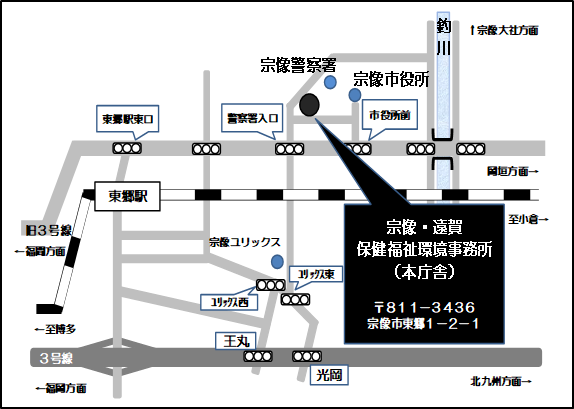 釣川
↑宗像大社方面
宗像警察署
宗像市役所
東郷駅東口
警察署入口
市役所前
岡垣方面→
東郷駅
至小倉→
旧3号線
←福岡方面
宗像・遠賀
保健福祉環境事務所
（本庁舎）
〒811－3436
宗像市東郷1－2－1
宗像ユリックス
ﾕﾘｯｸｽ東
ﾕﾘｯｸｽ西
←至博多
王丸
光岡
3号線
←福岡方面
北九州方面→